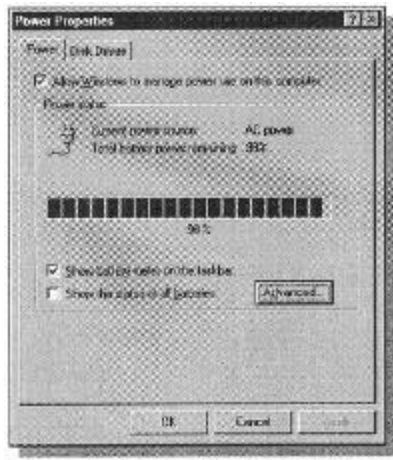 Power Properties
Power Disk Drives
Allow Windows to manage power use on this computer.
Power status
Current power source: AC power
Total battery power remaining: 98%
98%
Show battery meter on the taskbar.
Show the status of all batteries.
Advanced...
OK Cancel Apply